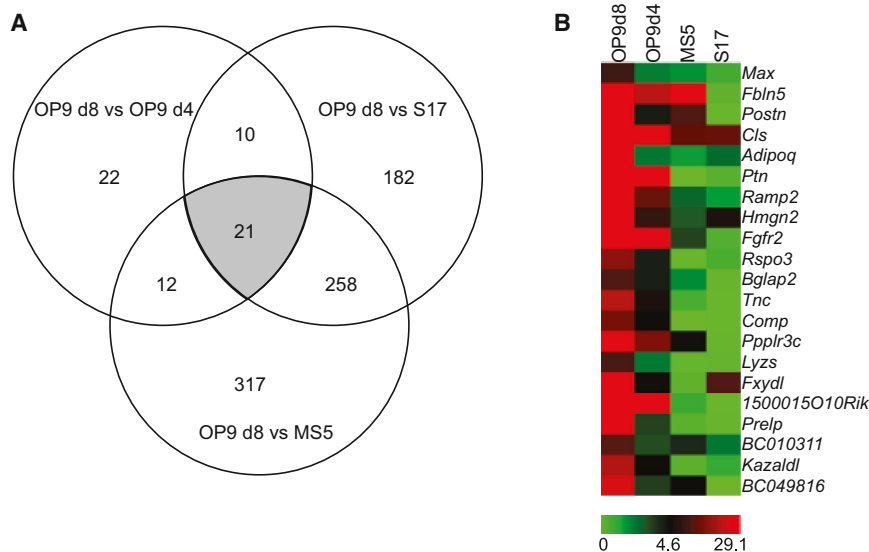 A
OP9 d8 vs OP9 d4
OP9 d8 vs S17
10
22
182
21
12
258
317
OP9 d8 vs MS5
B
OP9d8
OP9d4
MS5
S17
Max
Fbln5
Postn
Cls
Adipoq
Ptn
Ramp2
Hmgn2
Fgfr2
Rspo3
Bglap2
Tnc
Comp
Ppplr3c
Lyzs
Fxydl
1500015O10Rik
Prelp
BC010311
Kazaldl
BC049816
0 4.6 29.1